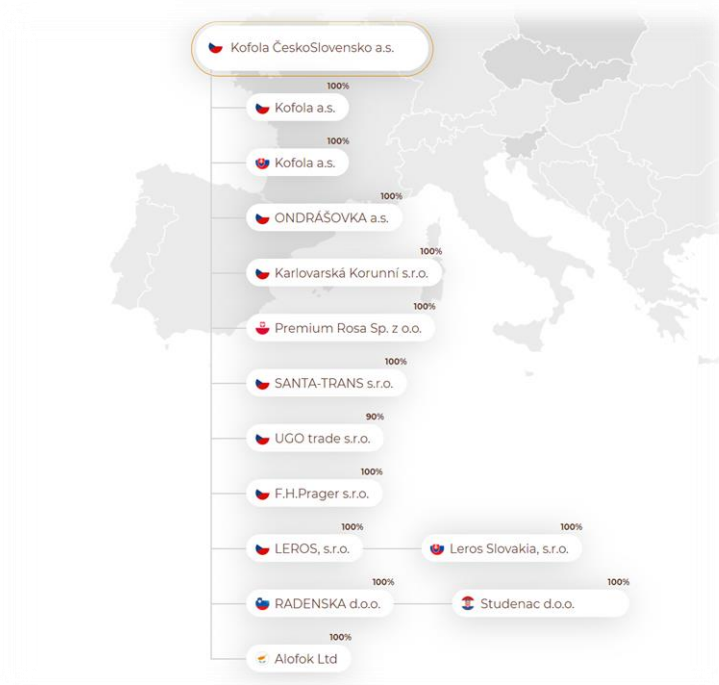 Kofola ČeskoSlovensko a.s.
100%
Kofola a.s.
100%
Kofola a.s.
100%
ONDRÁŠOVKA a.s.
100%
Karlovarská Korunní s.r.o.
100%
Premium Rosa Sp. z o.o.
100%
SANTA-TRANS s.r.o.
90%
UGO trade s.r.o.
100%
F.H.Prager s.r.o.
100% 100%
LEROS, s.r.o. Leros Slovakia, s.r.o.
100% 100%
RADENSKA d.o.o. Studenac d.o.o.
100%
Alofok Ltd